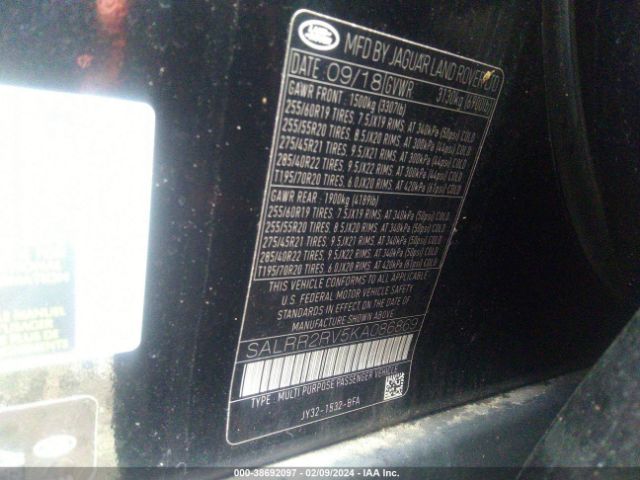 LAND ROVER
MFD BY JAGUAR LAND ROVER
DATE 09/18 GVWR 3130kg (6900lb)
GAWR FRONT : 1500kg (3307lb)
255/60R19 TIRES, 7.5JX19 RIMS, AT 340kPa (50psi) COLD
255/55R20 TIRES, 8.5JX20 RIMS, AT 300kPa (44psi) COLD
275/45R21 TIRES, 9.5JX21 RIMS, AT 300kPa (44psi) COLD
285/40R22 TIRES, 9.5JX22 RIMS, AT 300kPa (44psi) COLD
T195/70R20 TIRES, 6.0JX20 RIMS, AT 420kPa (61psi) COLD
GAWR REAR : 1900kg (4189lb)
255/60R19 TIRES, 7.5JX19 RIMS, AT 340kPa (50psi) COLD
255/55R20 TIRES, 8.5JX20 RIMS, AT 340kPa (50psi) COLD
275/45R21 TIRES, 9.5JX21 RIMS, AT 340kPa (50psi) COLD
285/40R22 TIRES, 9.5JX22 RIMS, AT 340kPa (50psi) COLD
T195/70R20 TIRES, 6.0JX20 RIMS, AT 420kPa (61psi) COLD
THIS VEHICLE CONFORMS TO ALL APPLICABLE
U.S. FEDERAL MOTOR VEHICLE SAFETY
STANDARDS IN EFFECT ON THE DATE OF
MANUFACTURE SHOWN ABOVE
SALRR2RV5KA086869
TYPE : MULTI PURPOSE PASSENGER VEHICLE
JY32-1532-BFA
000-38692097 - 02/09/2024 - IAA Inc.